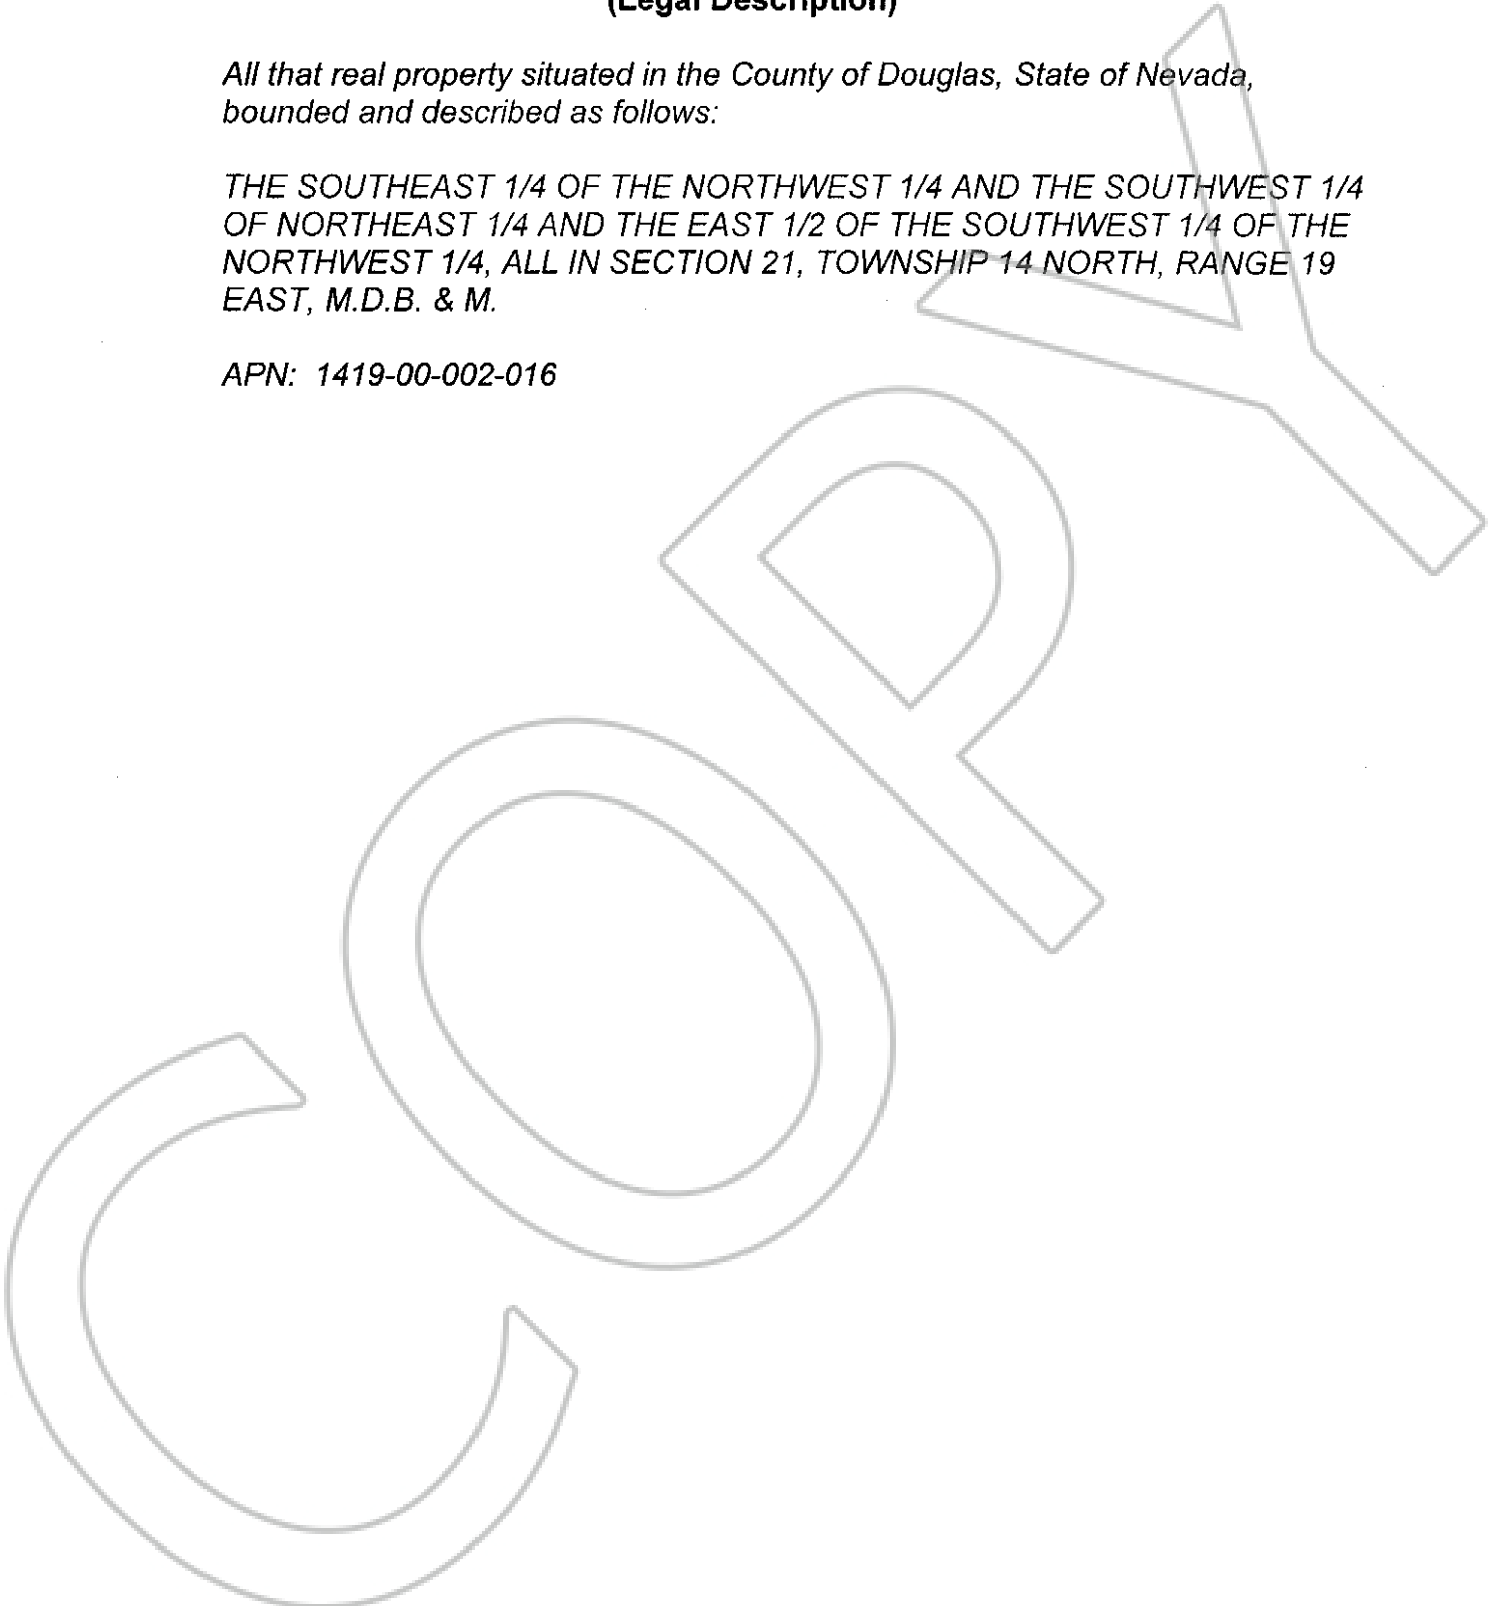 (Legal Description)
All that real property situated in the County of Douglas, State of Nevada,
bounded and described as follows:
THE SOUTHEAST 1/4 OF THE NORTHWEST 1/4 AND THE SOUTHWEST 1/4
OF NORTHEAST 1/4 AND THE EAST 1/2 OF THE SOUTHWEST 1/4 OF THE
NORTHWEST 1/4, ALL IN SECTION 21, TOWNSHIP 14 NORTH, RANGE 19
EAST, M.D.B. & M.
APN: 1419-00-002-016
COPY